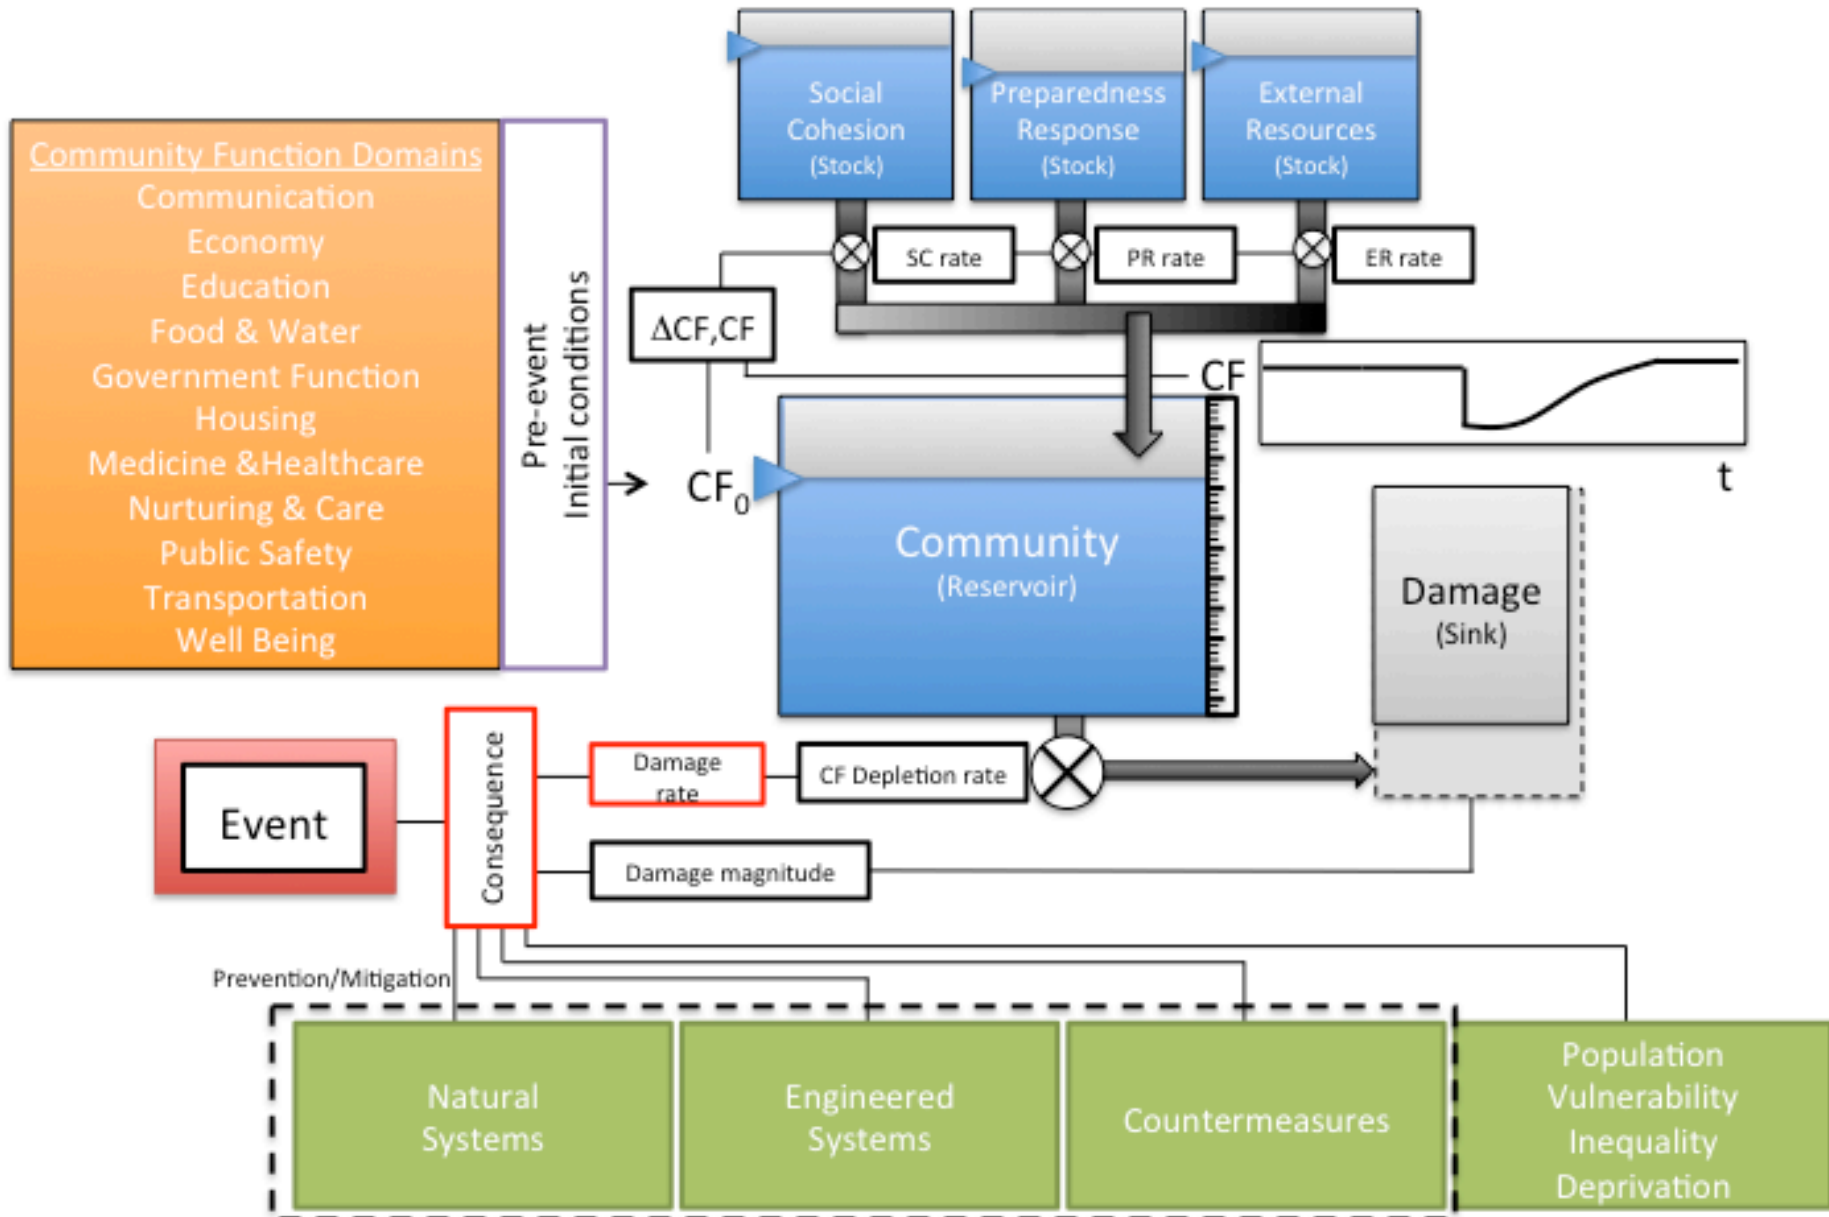 Social
Cohesion
(Stock)
Preparedness
Response
(Stock)
External
Resources
(Stock)
SC rate
PR rate
ER rate
Community Function Domains
Communication
Economy
Education
Food & Water
Government Function
Housing
Medicine &Healthcare
Nurturing & Care
Public Safety
Transportation
Well Being
Pre-event
Initial conditions
ΔCF,CF
CF
t
CF₀
Community
(Reservoir)
Damage
(Sink)
Event
Consequence
Damage
rate
CF Depletion rate
Damage magnitude
Prevention/Mitigation
Natural
Systems
Engineered
Systems
Countermeasures
Population
Vulnerability
Inequality
Deprivation